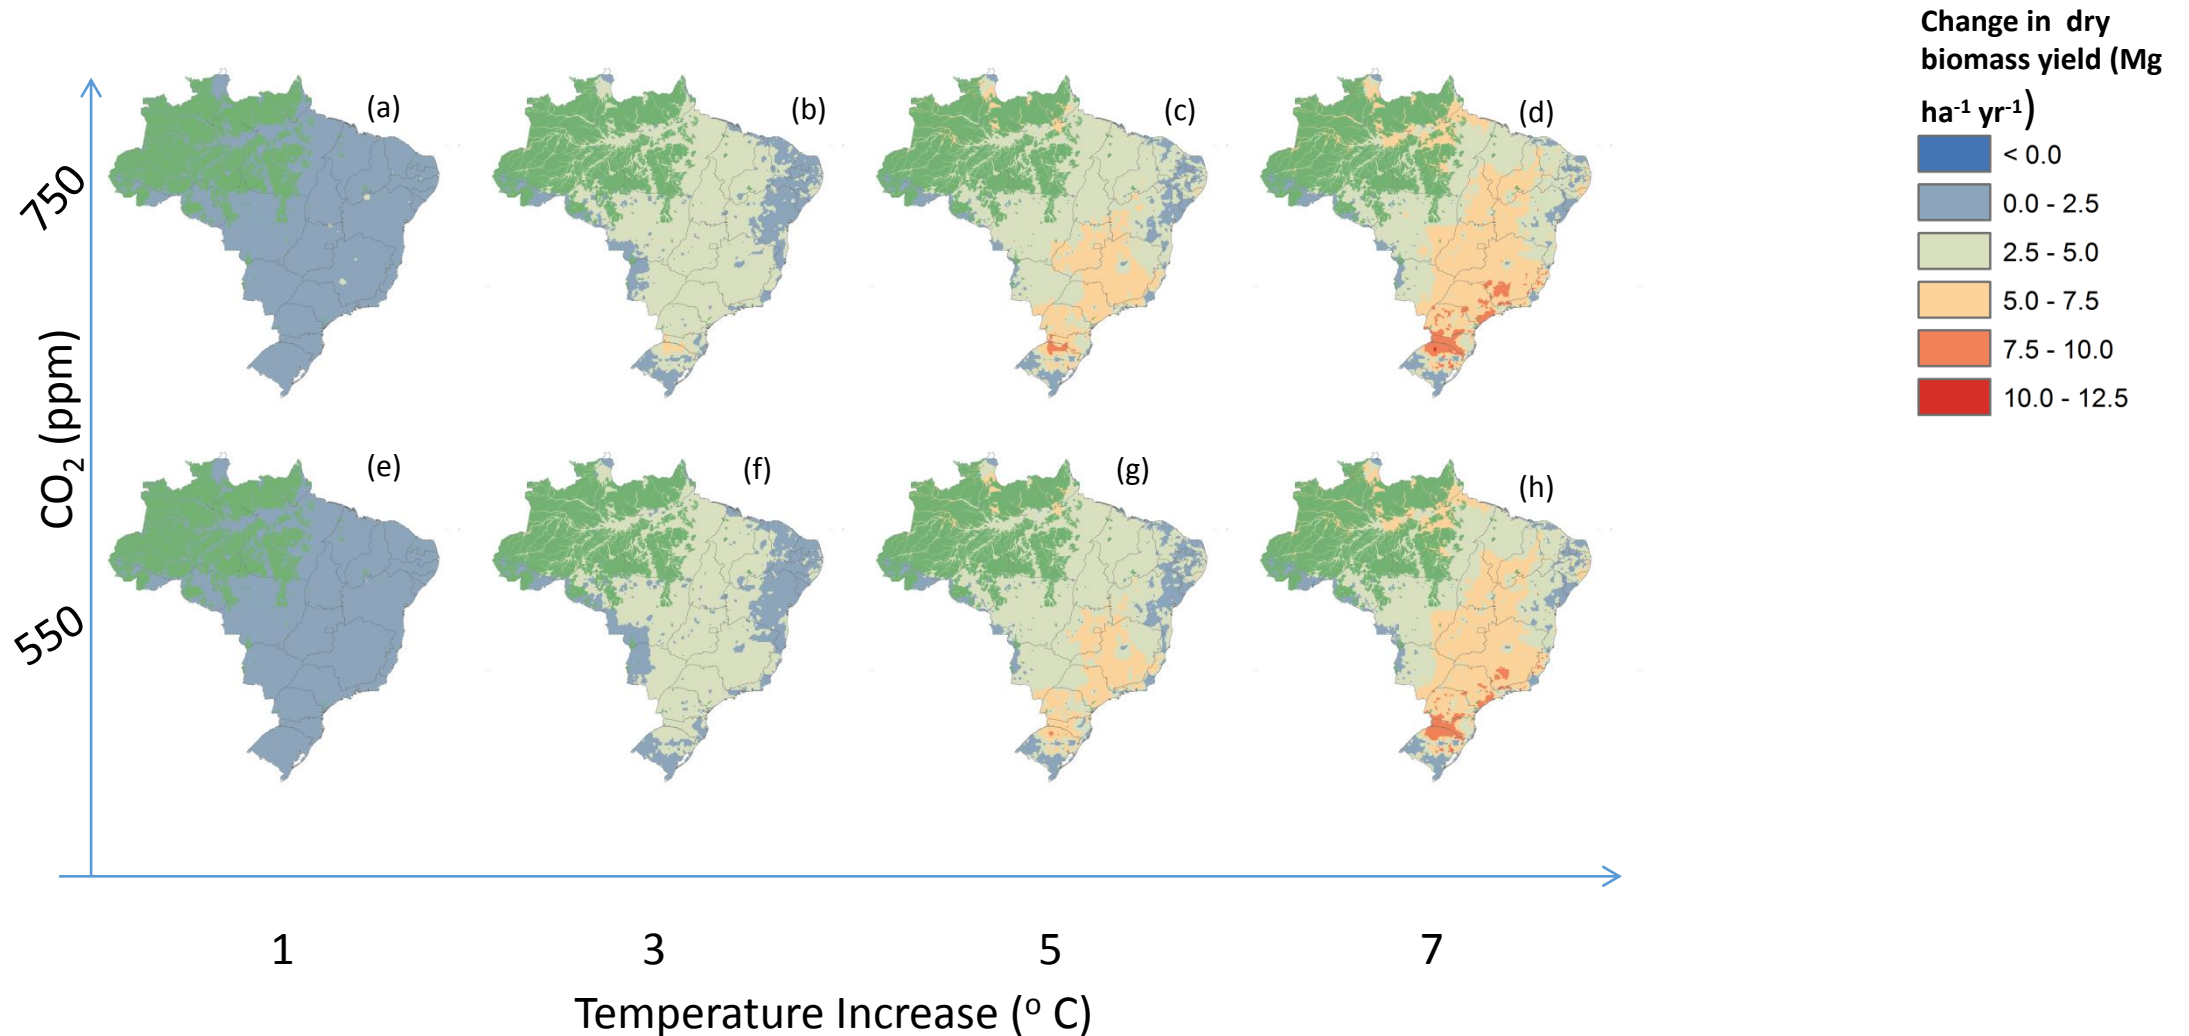 Change in dry
biomass yield (Mg
ha⁻¹ yr⁻¹)
< 0.0
0.0 - 2.5
2.5 - 5.0
5.0 - 7.5
7.5 - 10.0
10.0 - 12.5
(a)
(b)
(c)
(d)
750
CO₂ (ppm)
(e)
(f)
(g)
(h)
550
1
3
5
7
Temperature Increase (° C)